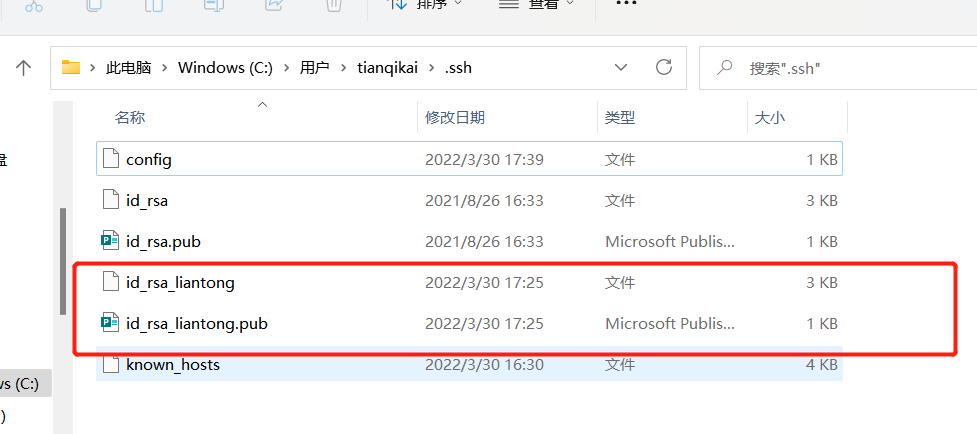 排序 查看
此电脑 Windows (C:) 用户 tianqikai .ssh 搜索".ssh"
名称 修改日期 类型 大小
config 2022/3/30 17:39 文件 1 KB
id_rsa 2021/8/26 16:33 文件 3 KB
id_rsa.pub 2021/8/26 16:33 Microsoft Publis... 1 KB
id_rsa_liantong 2022/3/30 17:25 文件 3 KB
id_rsa_liantong.pub 2022/3/30 17:25 Microsoft Publis... 1 KB
known_hosts 2022/3/30 16:30 文件 4 KB
盘
ws (C:)
)